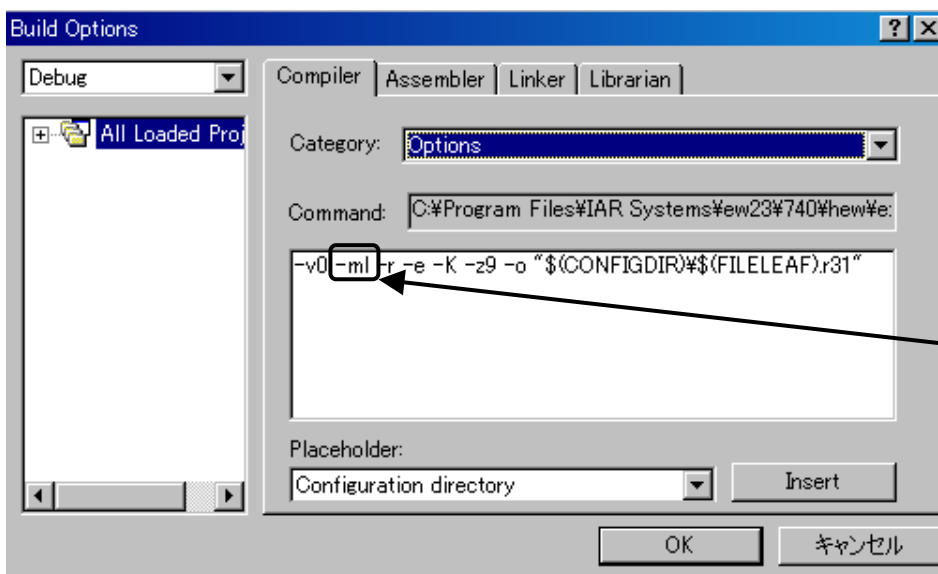 Build Options
Debug
Compiler Assembler Linker Librarian
All Loaded Proj
Category: Options
Command: C:¥Program Files¥IAR Systems¥ew23¥740¥hew¥e:
-v0 -ml -r -e -K -z9 -o "$(CONFIGDIR)¥$(FILELEAF).r31"
Placeholder:
Configuration directory Insert
OK キャンセル